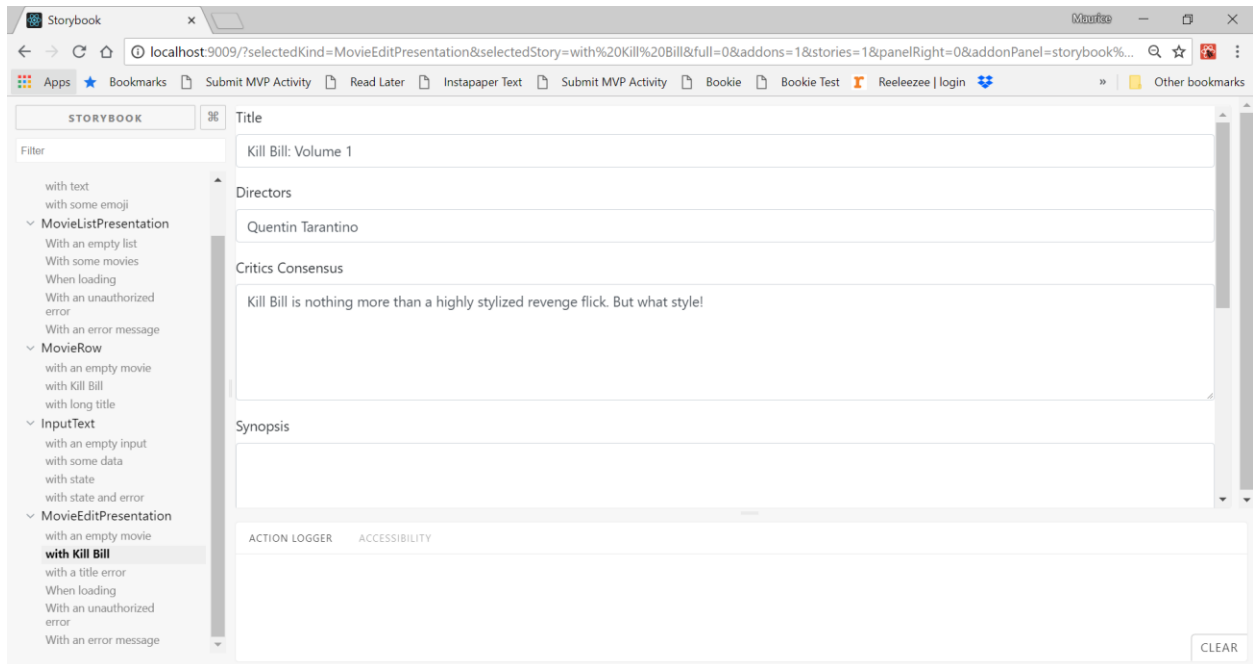 Storybook
Maurice
localhost:9009/?selectedKind=MovieEditPresentation&selectedStory=with%20Kill%20Bill&full=0&addons=1&stories=1&panelRight=0&addonPanel=storybook%...
Apps Bookmarks Submit MVP Activity Read Later Instapaper Text Submit MVP Activity Bookie Bookie Test Reeleezee | login » Other bookmarks
STORYBOOK ⌘
Filter
with text
with some emoji
MovieListPresentation
With an empty list
With some movies
When loading
With an unauthorized
error
With an error message
MovieRow
with an empty movie
with Kill Bill
with long title
InputText
with an empty input
with some data
with state
with state and error
MovieEditPresentation
with an empty movie
with Kill Bill
with a title error
When loading
With an unauthorized
error
With an error message
Title
Kill Bill: Volume 1
Directors
Quentin Tarantino
Critics Consensus
Kill Bill is nothing more than a highly stylized revenge flick. But what style!
Synopsis
ACTION LOGGER ACCESSIBILITY
CLEAR